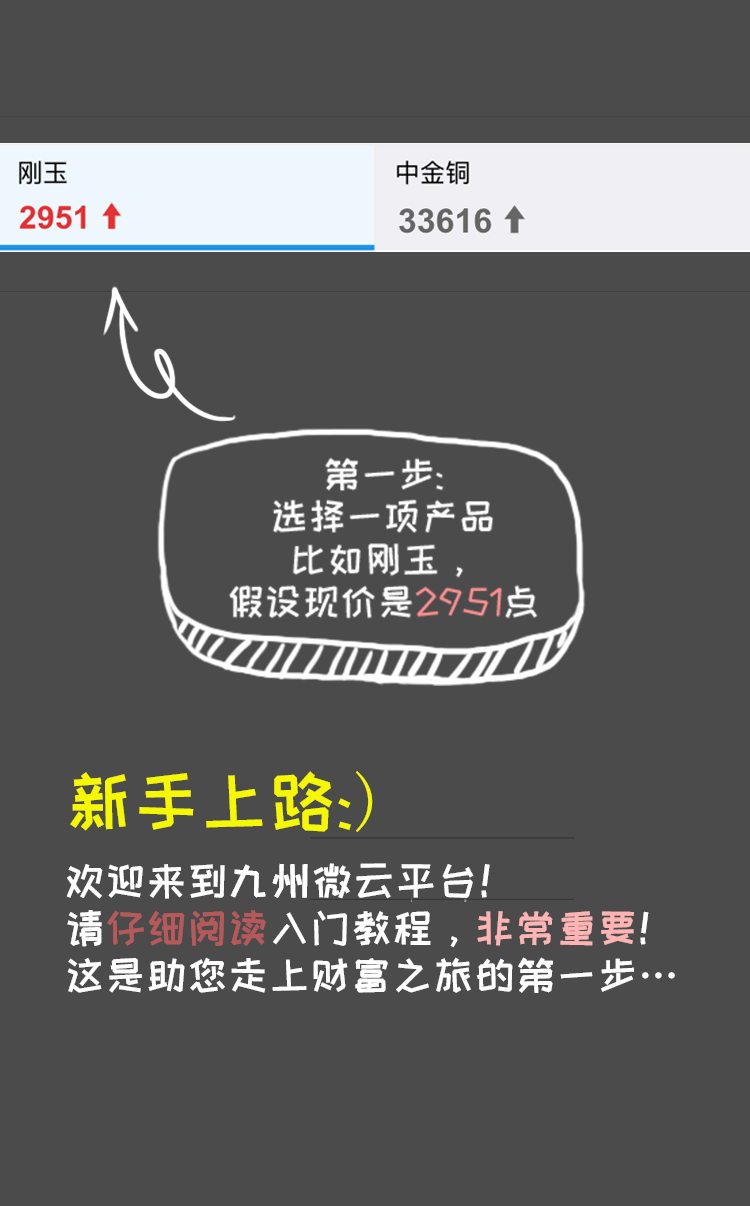 刚玉
2951
中金铜
33616
第一步:
选择一项产品
比如刚玉，
假设现价是2951点
新手上路:)
欢迎来到九州微云平台!
请仔细阅读入门教程，非常重要!
这是助您走上财富之旅的第一步…